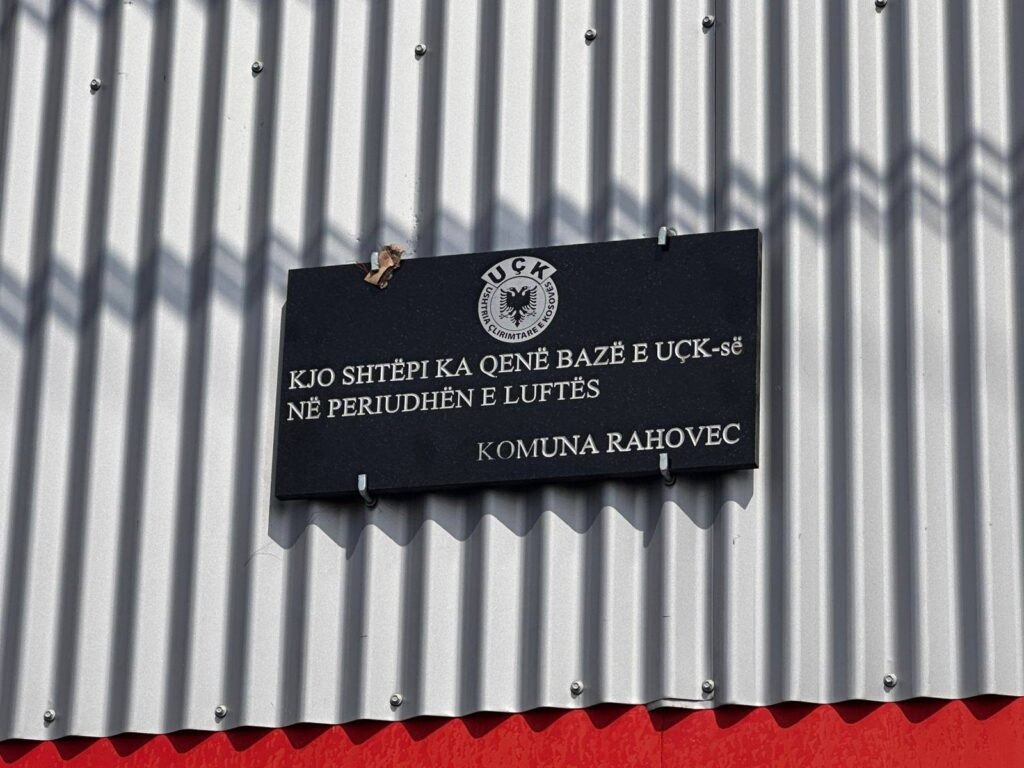 UÇK
USHTRIA ÇLIRIMTARE E KOSOVËS
KJO SHTËPI KA QENË BAZË E UÇK-së
NË PERIUDHËN E LUFTËS
KOMUNA RAHOVEC